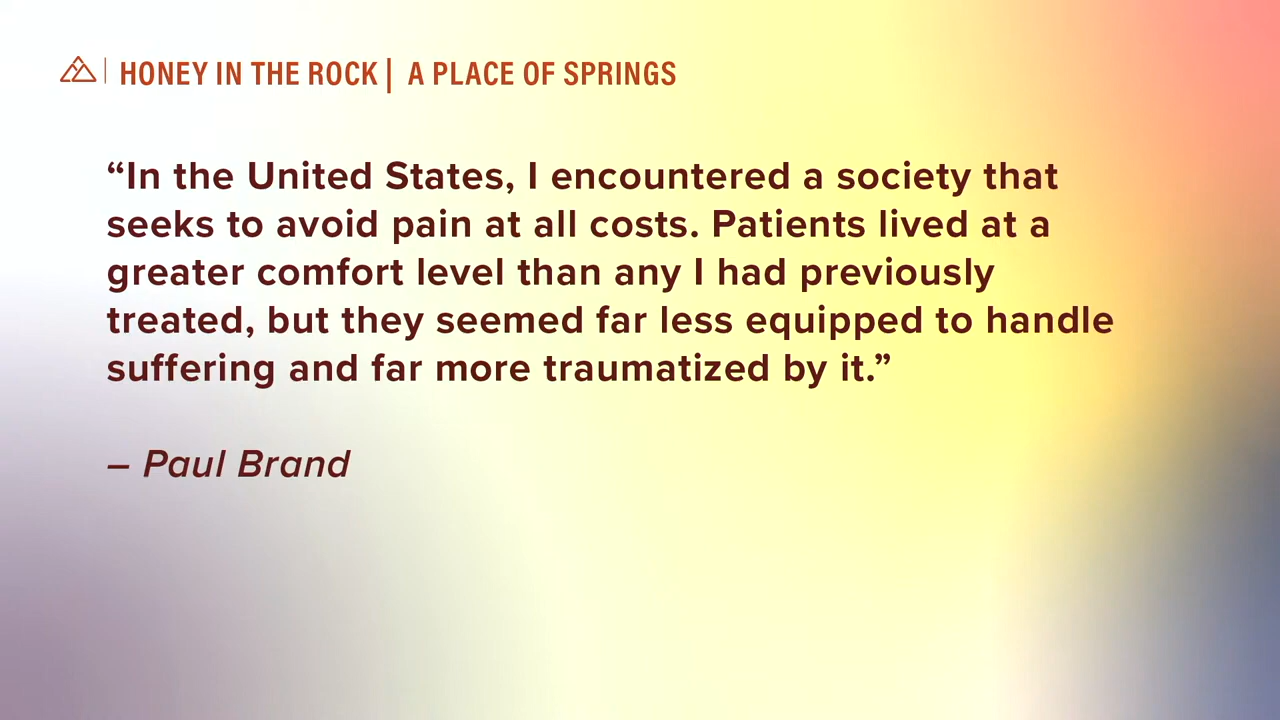 HONEY IN THE ROCK | A PLACE OF SPRINGS
“In the United States, I encountered a society that
seeks to avoid pain at all costs. Patients lived at a
greater comfort level than any I had previously
treated, but they seemed far less equipped to handle
suffering and far more traumatized by it.”
– Paul Brand